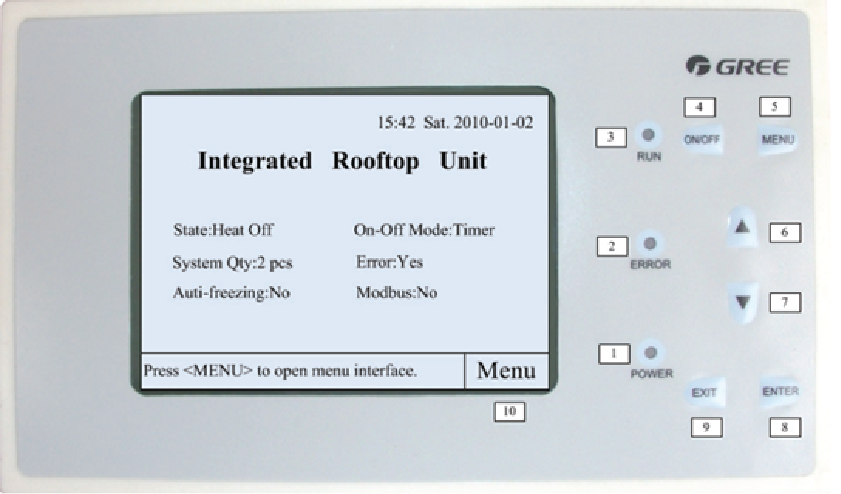 GREE
15:42 Sat. 2010-01-02
Integrated Rooftop Unit
State:Heat Off On-Off Mode:Timer
System Qty:2 pcs Error:Yes
Auto-freezing:No Modbus:No
Press <MENU> to open menu interface. Menu
10
4 5
3 ON/OFF MENU
RUN
6
2
ERROR
7
1
POWER
EXIT ENTER
9 8